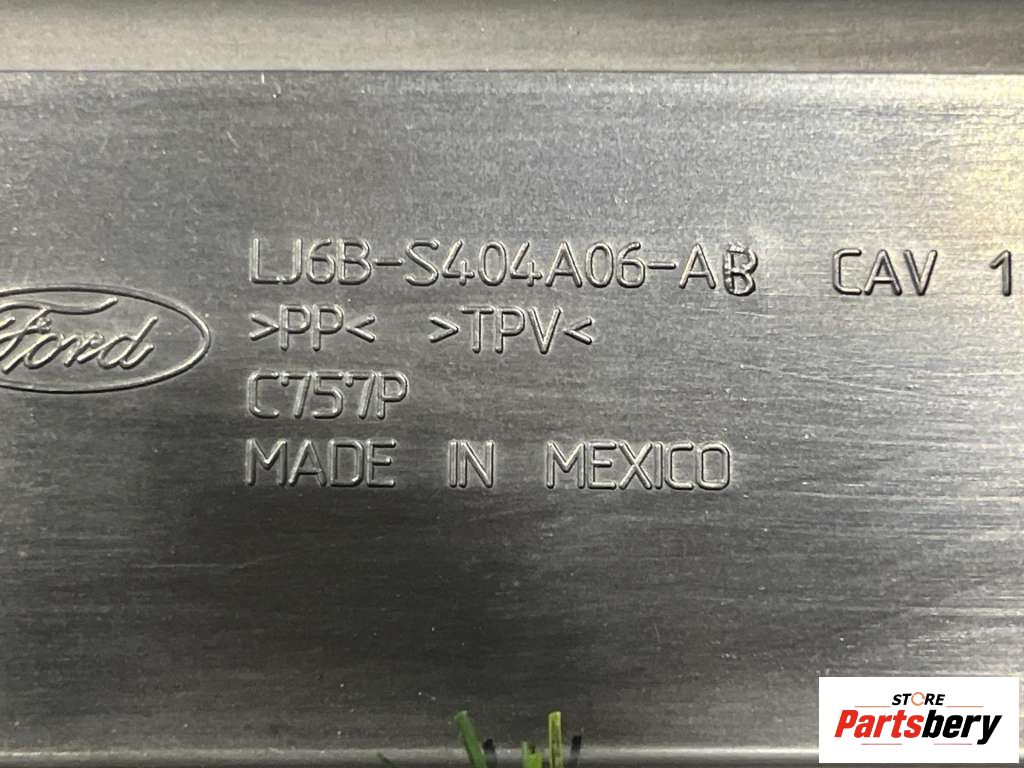 LJ6B-S404A06-AB CAV 1
Ford
>PP< >TPV<
C757P
MADE IN MEXICO
STORE
Partsbery